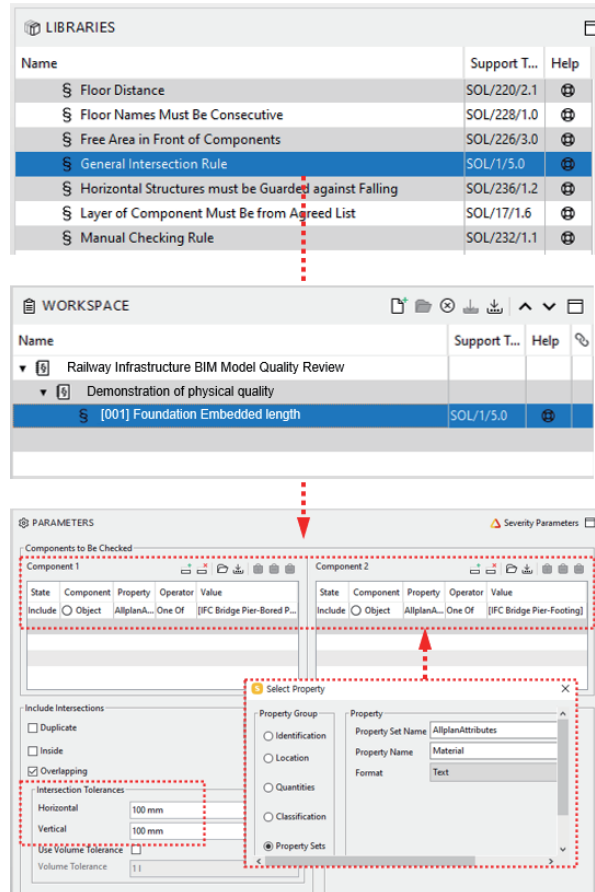 LIBRARIES
Name Support T... Help
§ Floor Distance SOL/220/2.1
§ Floor Names Must Be Consecutive SOL/228/1.0
§ Free Area in Front of Components SOL/226/3.0
§ General Intersection Rule SOL/1/5.0
§ Horizontal Structures must be Guarded against Falling SOL/236/1.2
§ Layer of Component Must Be from Agreed List SOL/17/1.6
§ Manual Checking Rule SOL/232/1.1
WORKSPACE
Name Support T... Help
Railway Infrastructure BIM Model Quality Review
Demonstration of physical quality
§ [001] Foundation Embedded length SOL/1/5.0
PARAMETERS Severity Parameters
Components to Be Checked
Component 1 Component 2
State Component Property Operator Value State Component Property Operator Value
Include Object AllplanA... One Of [IFC Bridge Pier-Bored P... Include Object AllplanA... One Of [IFC Bridge Pier-Footing]
Select Property
Include Intersections
Property Group Property
Duplicate
Identification Property Set Name AllplanAttributes
Inside
Location Property Name Material
Overlapping
Format Text
Intersection Tolerances
Quantities
Horizontal 100 mm
Classification
Vertical 100 mm
Property Sets
Use Volume Tolerance
Volume Tolerance 1 l